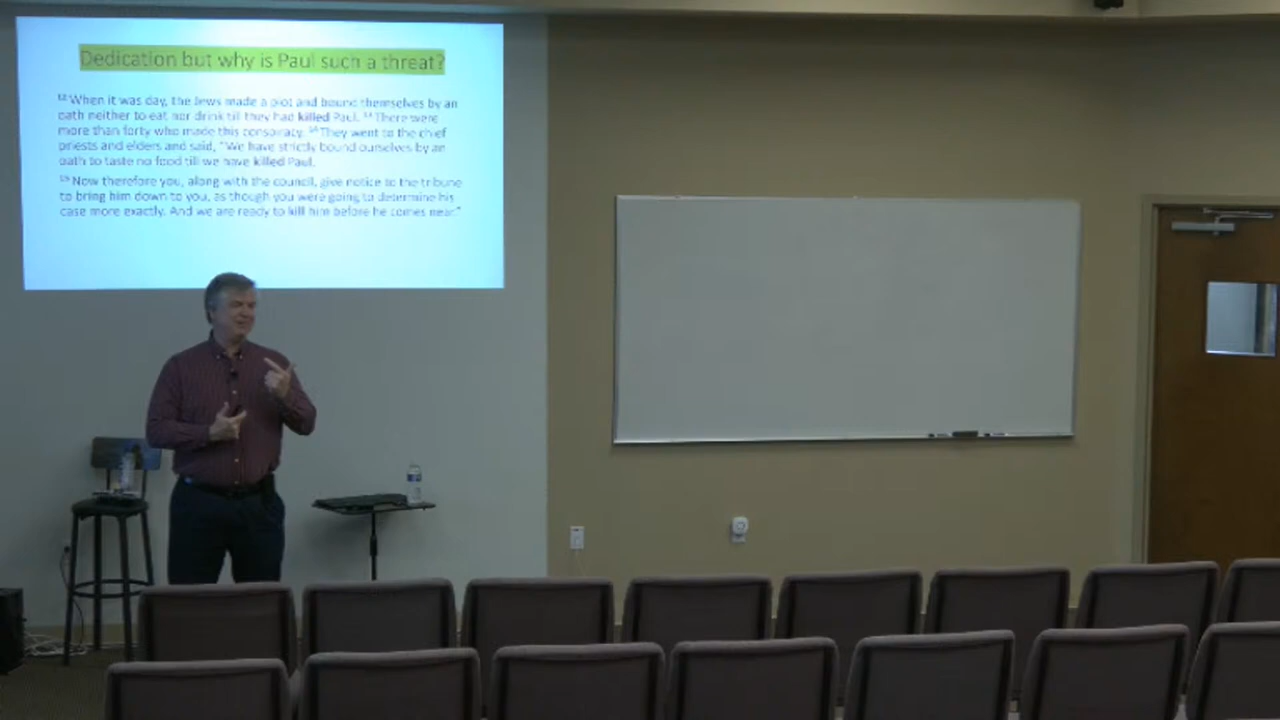 Dedication but why is Paul such a threat?
12 When it was day, the Jews made a plot and bound themselves by an
oath neither to eat nor drink till they had killed Paul. 13 There were
more than forty who made this conspiracy. 14 They went to the chief
priests and elders and said, "We have strictly bound ourselves by an
oath to taste no food till we have killed Paul.
15 Now therefore you, along with the council, give notice to the tribune
to bring him down to you, as though you were going to determine his
case more exactly. And we are ready to kill him before he comes near."